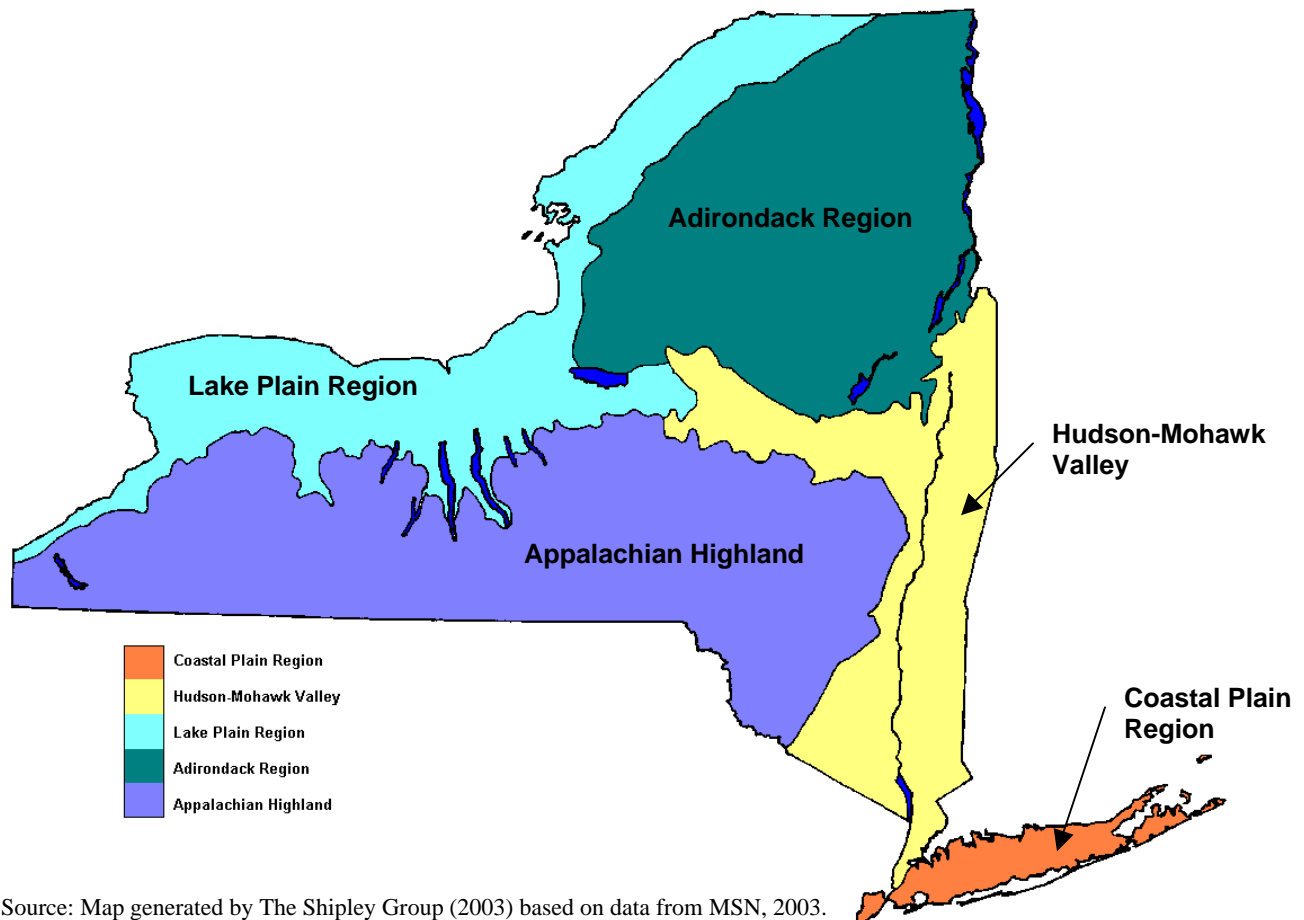 Adirondack Region
Lake Plain Region
Hudson-Mohawk
Valley
Appalachian Highland
Coastal Plain Region
Hudson-Mohawk Valley
Lake Plain Region
Adirondack Region
Appalachian Highland
Coastal Plain
Region
Source: Map generated by The Shipley Group (2003) based on data from MSN, 2003.